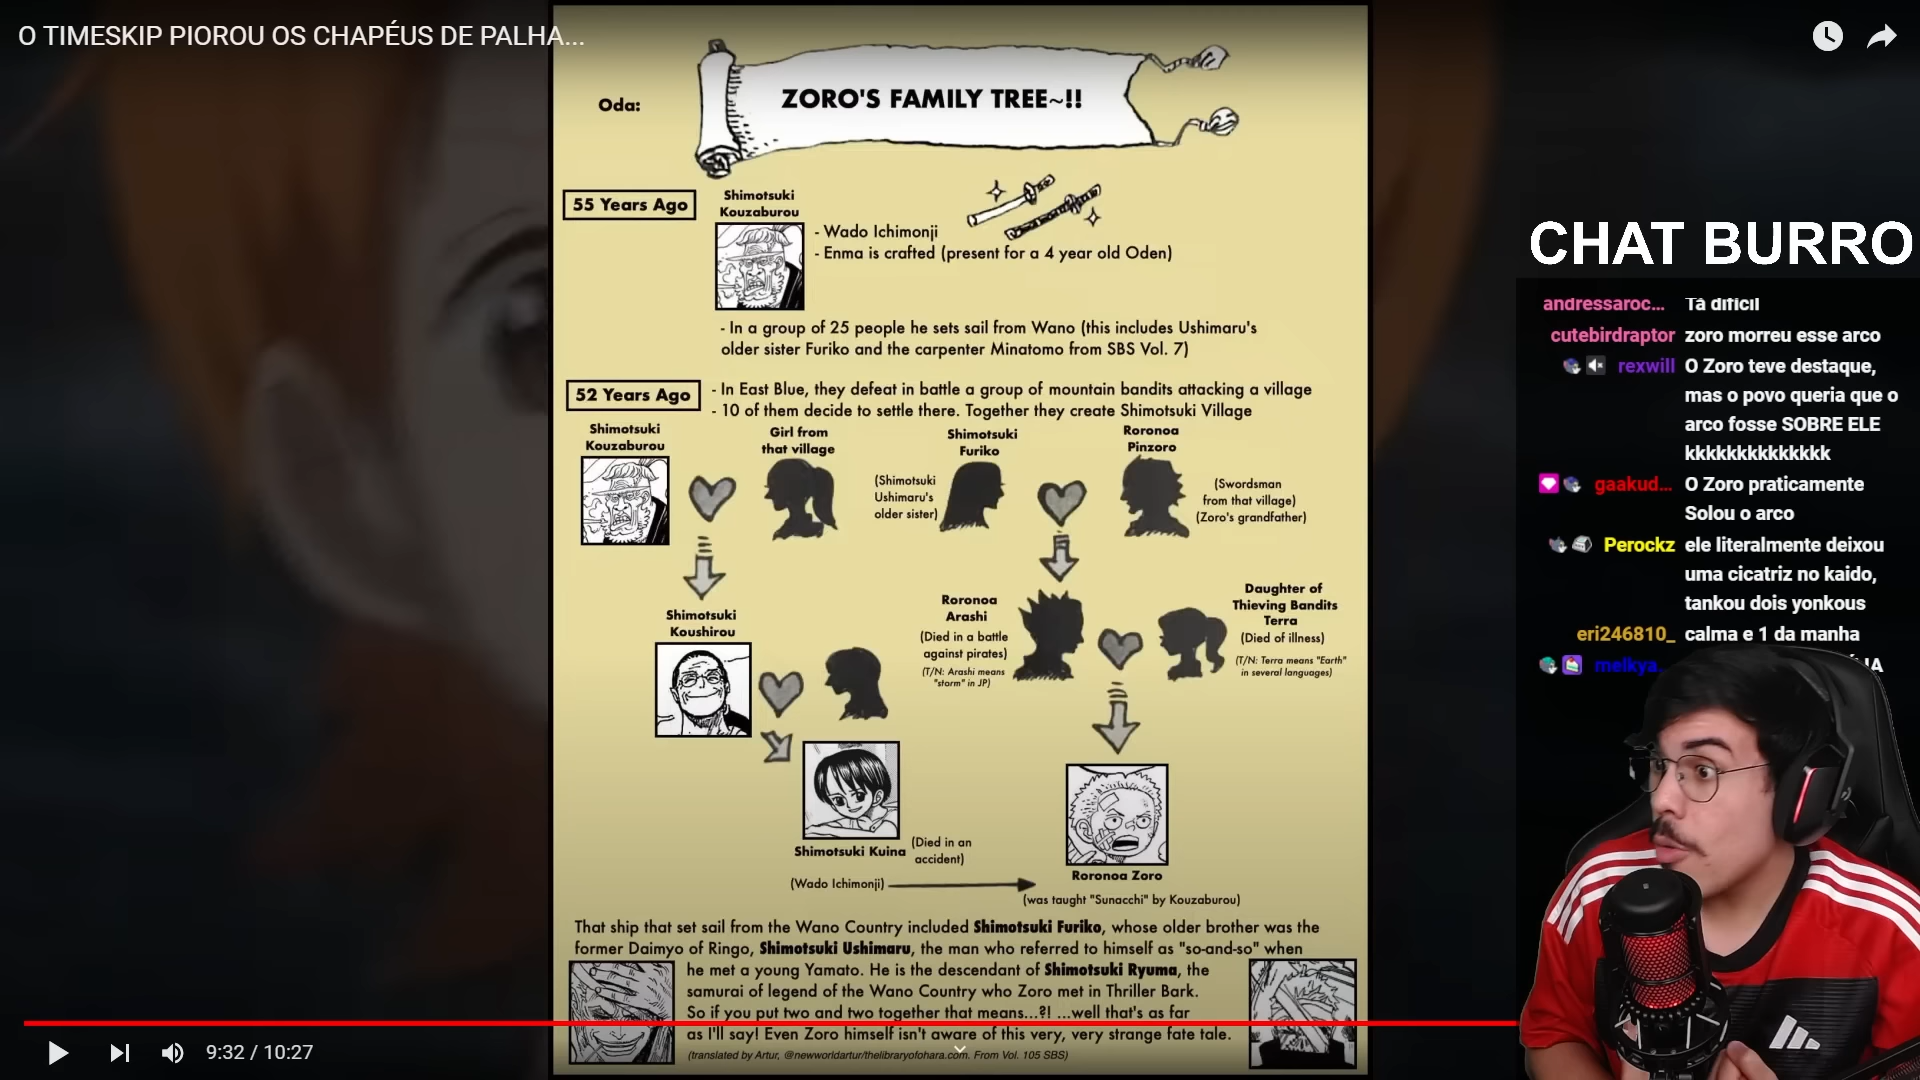 O TIMESKIP PIOROU OS CHAPÉUS DE PALHA...
Oda:
ZORO'S FAMILY TREE~!!
55 Years Ago
Shimotsuki
Kouzaburou
- Wado Ichimonji
- Enma is crafted (present for a 4 year old Oden)
- In a group of 25 people he sets sail from Wano (this includes Ushimaru's
older sister Furiko and the carpenter Minatomo from SBS Vol. 7)
52 Years Ago
- In East Blue, they defeat in battle a group of mountain bandits attacking a village
- 10 of them decide to settle there. Together they create Shimotsuki Village
Shimotsuki
Kouzaburou
Girl from
that village
(Shimotsuki
Ushimaru's
older sister)
Shimotsuki
Furiko
Roronoa
Pinzoro
(Swordsman
from that village)
(Zoro's grandfather)
Shimotsuki
Koushirou
Roronoa
Arashi
(Died in a battle
against pirates)
(T/N: Arashi means
"storm" in JP)
Daughter of
Thieving Bandits
Terra
(Died of illness)
(T/N: Terra means "Earth"
in several languages)
Shimotsuki Kuina
(Died in an
accident)
Roronoa Zoro
(Wado Ichimonji)
(was taught "Sunacchi" by Kouzaburou)
That ship that set sail from the Wano Country included Shimotsuki Furiko, whose older brother was the
former Daimyo of Ringo, Shimotsuki Ushimaru, the man who referred to himself as "so-and-so" when
he met a young Yamato. He is the descendant of Shimotsuki Ryuma, the
samurai of legend of the Wano Country who Zoro met in Thriller Bark.
So if you put two and two together that means...?! ...well that's as far
as I'll say! Even Zoro himself isn't aware of this very, very strange fate tale.
(translated by Artur, @newworldartur/thelibraryofohara.com. From Vol. 105 SBS)
9:32 / 10:27
CHAT BURRO
andressaroc... Tá difícil
cutebirdraptor zoro morreu esse arco
rexwill O Zoro teve destaque,
mas o povo queria que o
arco fosse SOBRE ELE
kkkkkkkkkkkkkk
gaakud... O Zoro praticamente
Solou o arco
Perockz ele literalmente deixou
uma cicatriz no kaido,
tankou dois yonkous
eri246810_ calma e 1 da manha
melkya